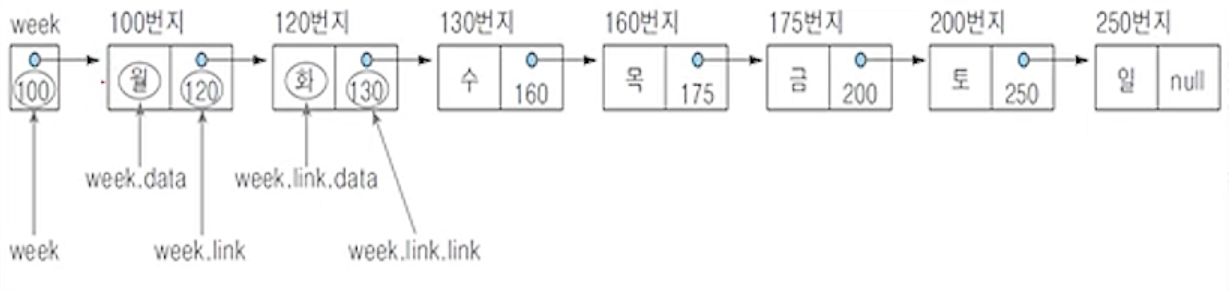 week 100번지 120번지 130번지 160번지 175번지 200번지 250번지
100 월 120 화 130 수 160 목 175 금 200 토 250 일 null
week.data week.link.data
week week.link week.link.link